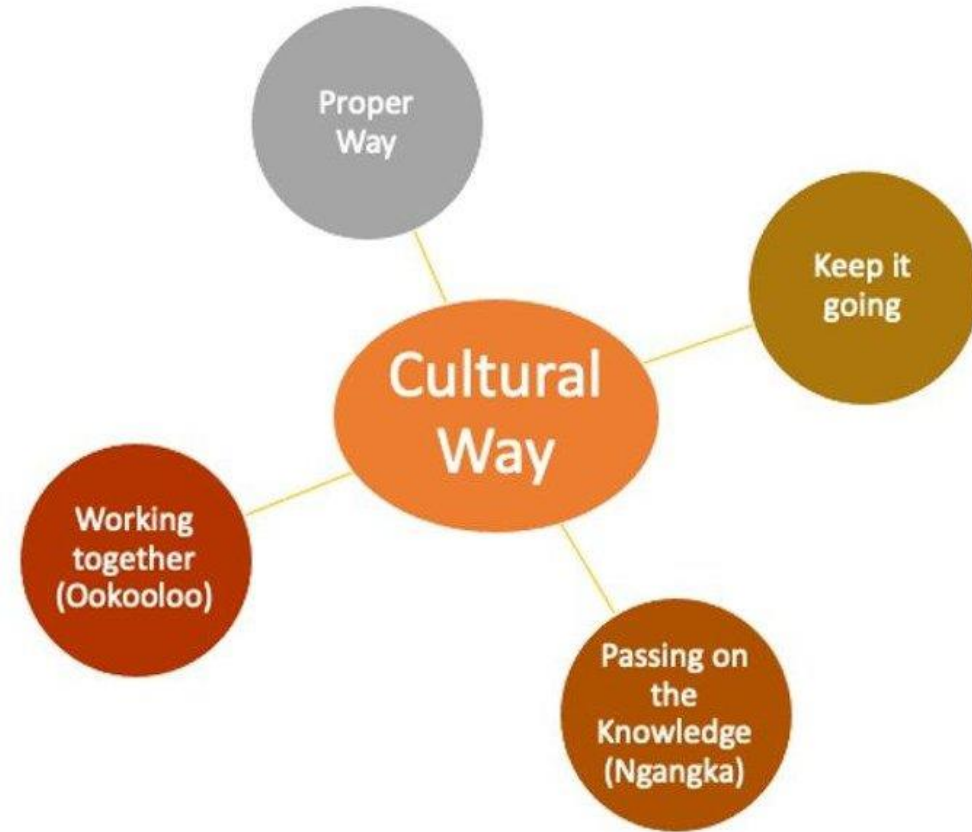 Proper
Way
Keep it
going
Cultural
Way
Working
together
(Ookooloo)
Passing on
the
Knowledge
(Ngangka)